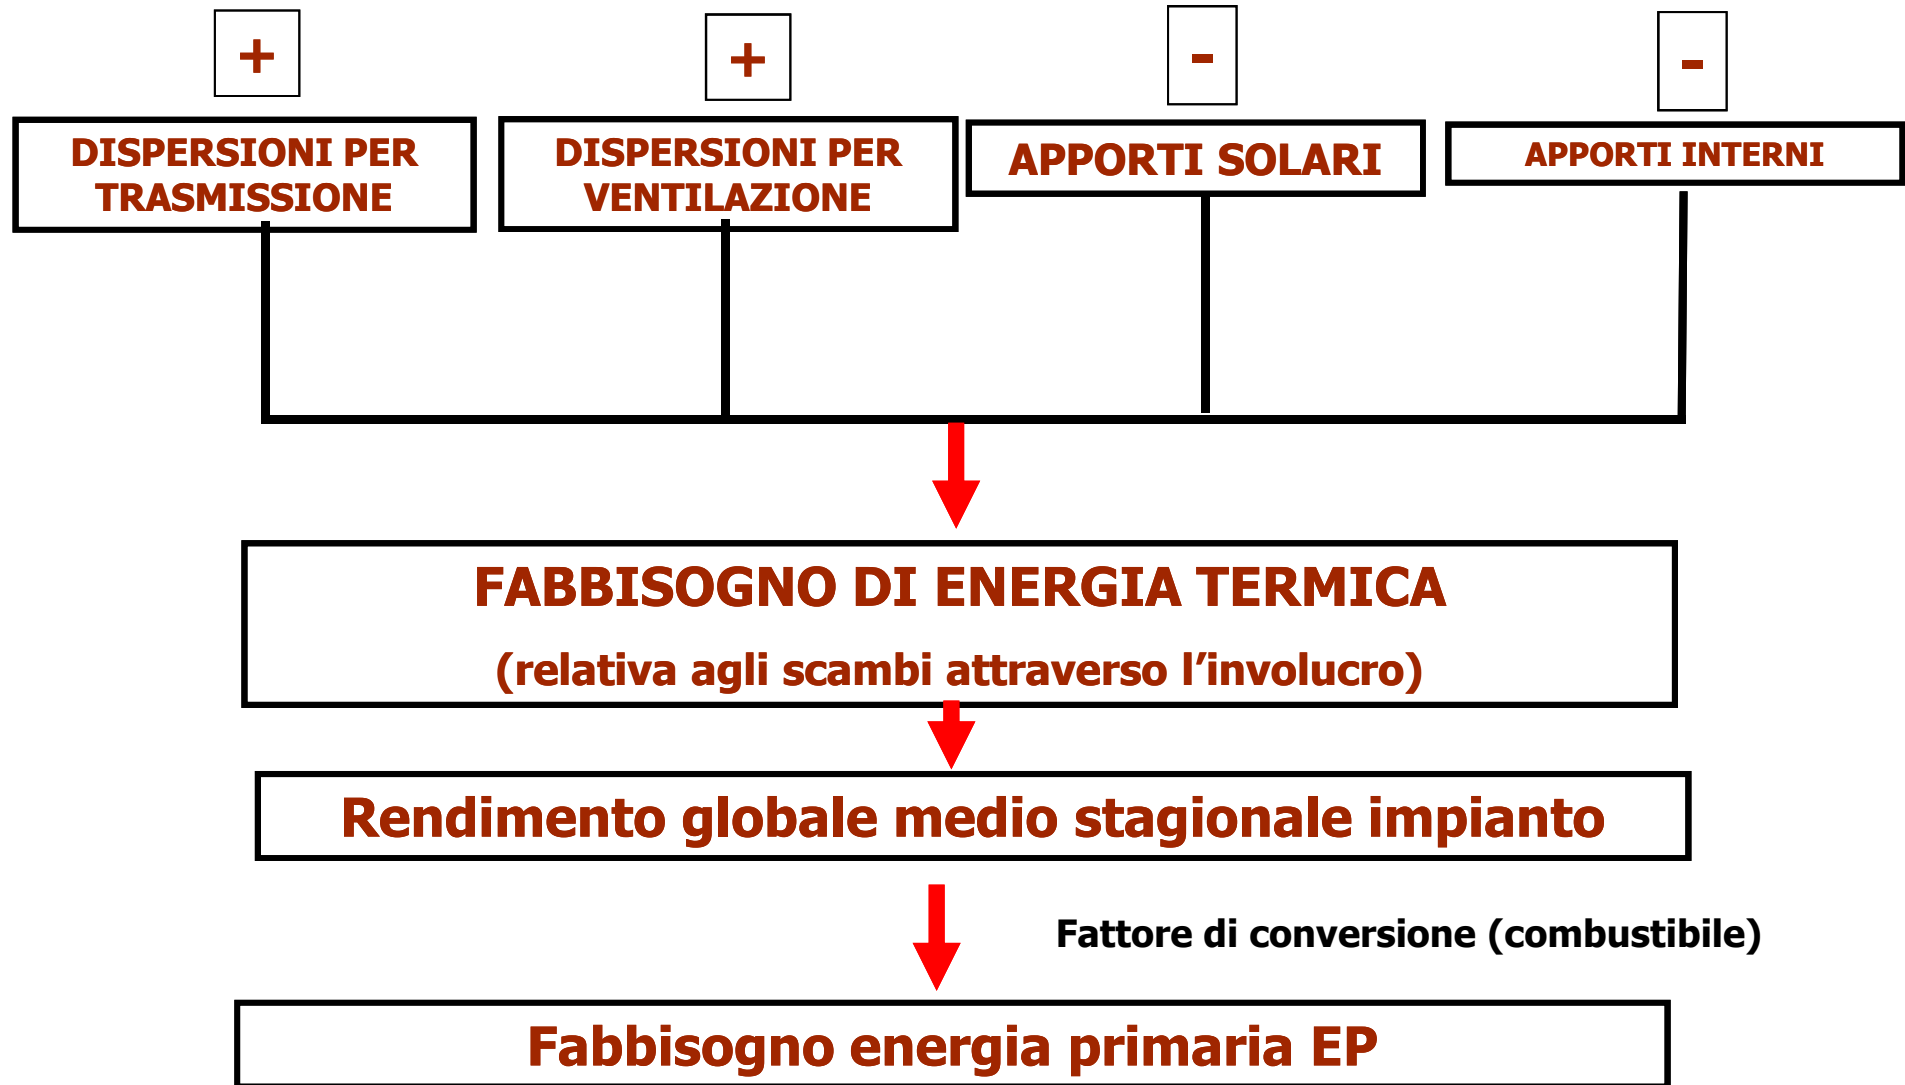 +
+
-
-
DISPERSIONI PER
TRASMISSIONE
DISPERSIONI PER
VENTILAZIONE
APPORTI SOLARI
APPORTI INTERNI
FABBISOGNO DI ENERGIA TERMICA
(relativa agli scambi attraverso l’involucro)
Rendimento globale medio stagionale impianto
Fattore di conversione (combustibile)
Fabbisogno energia primaria EP